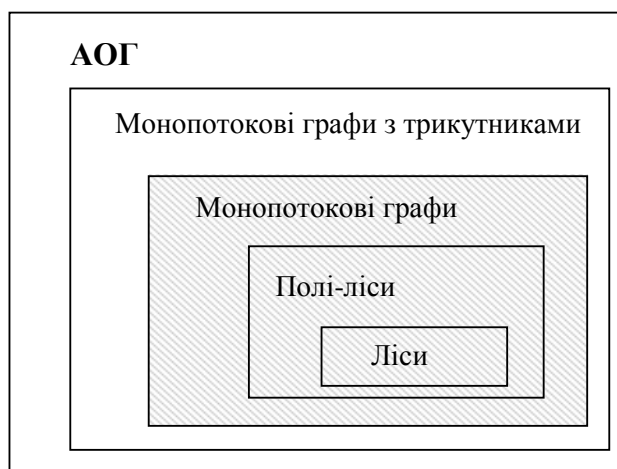 АОГ
Монопотокові графи з трикутниками
Монопотокові графи
Полі-ліси
Ліси